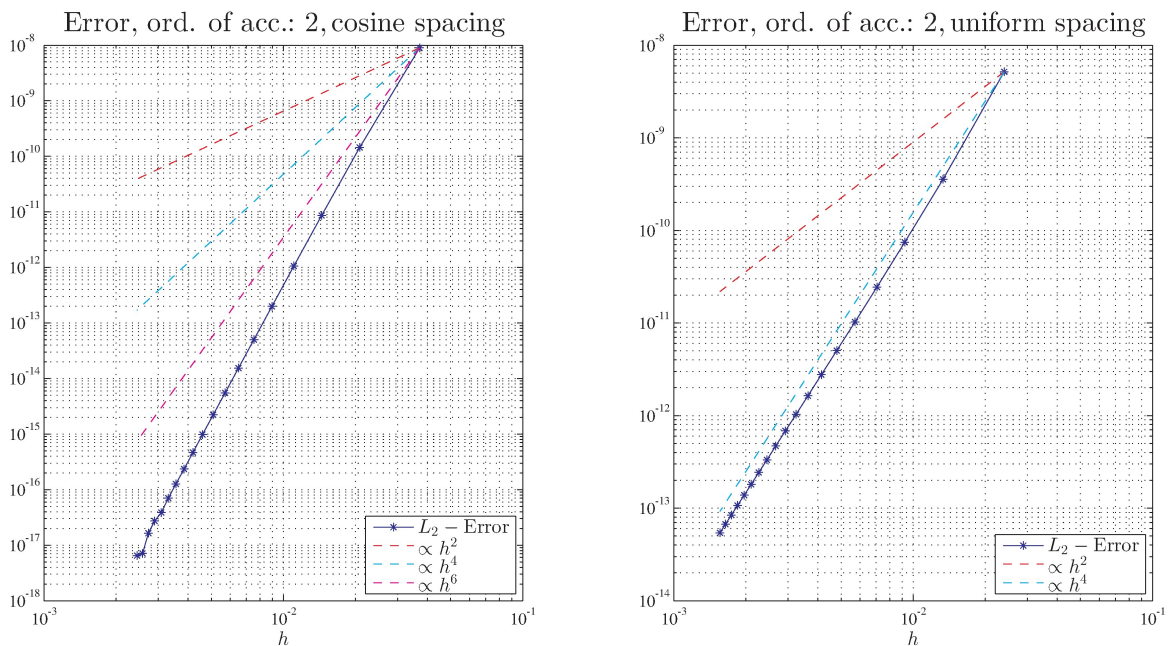 Error, ord. of acc.: 2, cosine spacing
10^-8
10^-9
10^-10
10^-11
10^-12
10^-13
10^-14
10^-15
10^-16
10^-17
10^-18
10^-3
10^-2
10^-1
h
L_2 − Error
∝ h^2
∝ h^4
∝ h^6
Error, ord. of acc.: 2, uniform spacing
10^-8
10^-9
10^-10
10^-11
10^-12
10^-13
10^-14
10^-3
10^-2
10^-1
h
L_2 − Error
∝ h^2
∝ h^4